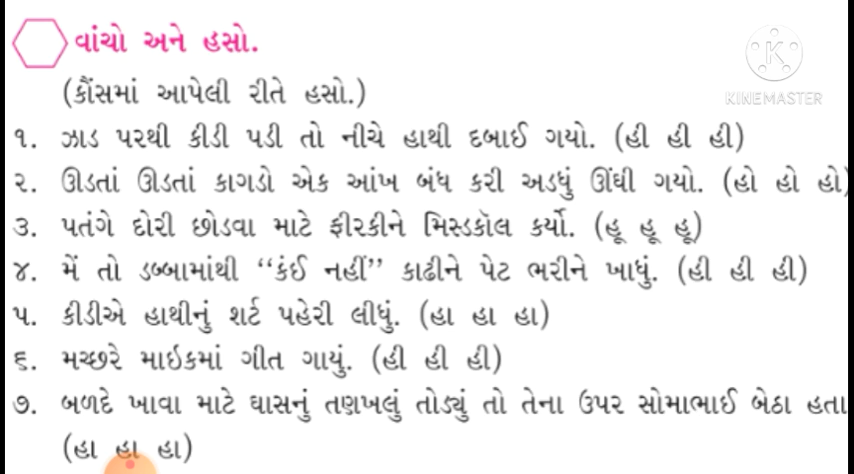 વાંચો અને હસો.
(કૌંસમાં આપેલી રીતે હસો.)
૧. ઝાડ પરથી કીડી પડી તો નીચે હાથી દબાઈ ગયો. (હી હી હી)
૨. ઊડતાં ઊડતાં કાગડો એક આંખ બંધ કરી અડધું ઊંઘી ગયો. (હો હો હો)
૩. પતંગે દોરી છોડવા માટે ફીરકીને મિસ્ડકૉલ કર્યો. (હૂ હૂ હૂ)
૪. મેં તો ડબ્બામાંથી “કંઈ નહીં” કાઢીને પેટ ભરીને ખાધું. (હી હી હી)
૫. કીડીએ હાથીનું શર્ટ પહેરી લીધું. (હા હા હા)
૬. મચ્છરે માઇકમાં ગીત ગાયું. (હી હી હી)
૭. બળદે ખાવા માટે ઘાસનું તણખલું તોડ્યું તો તેના ઉપર સોમાભાઈ બેઠા હતા
(હા હા હા)
KINEMASTER